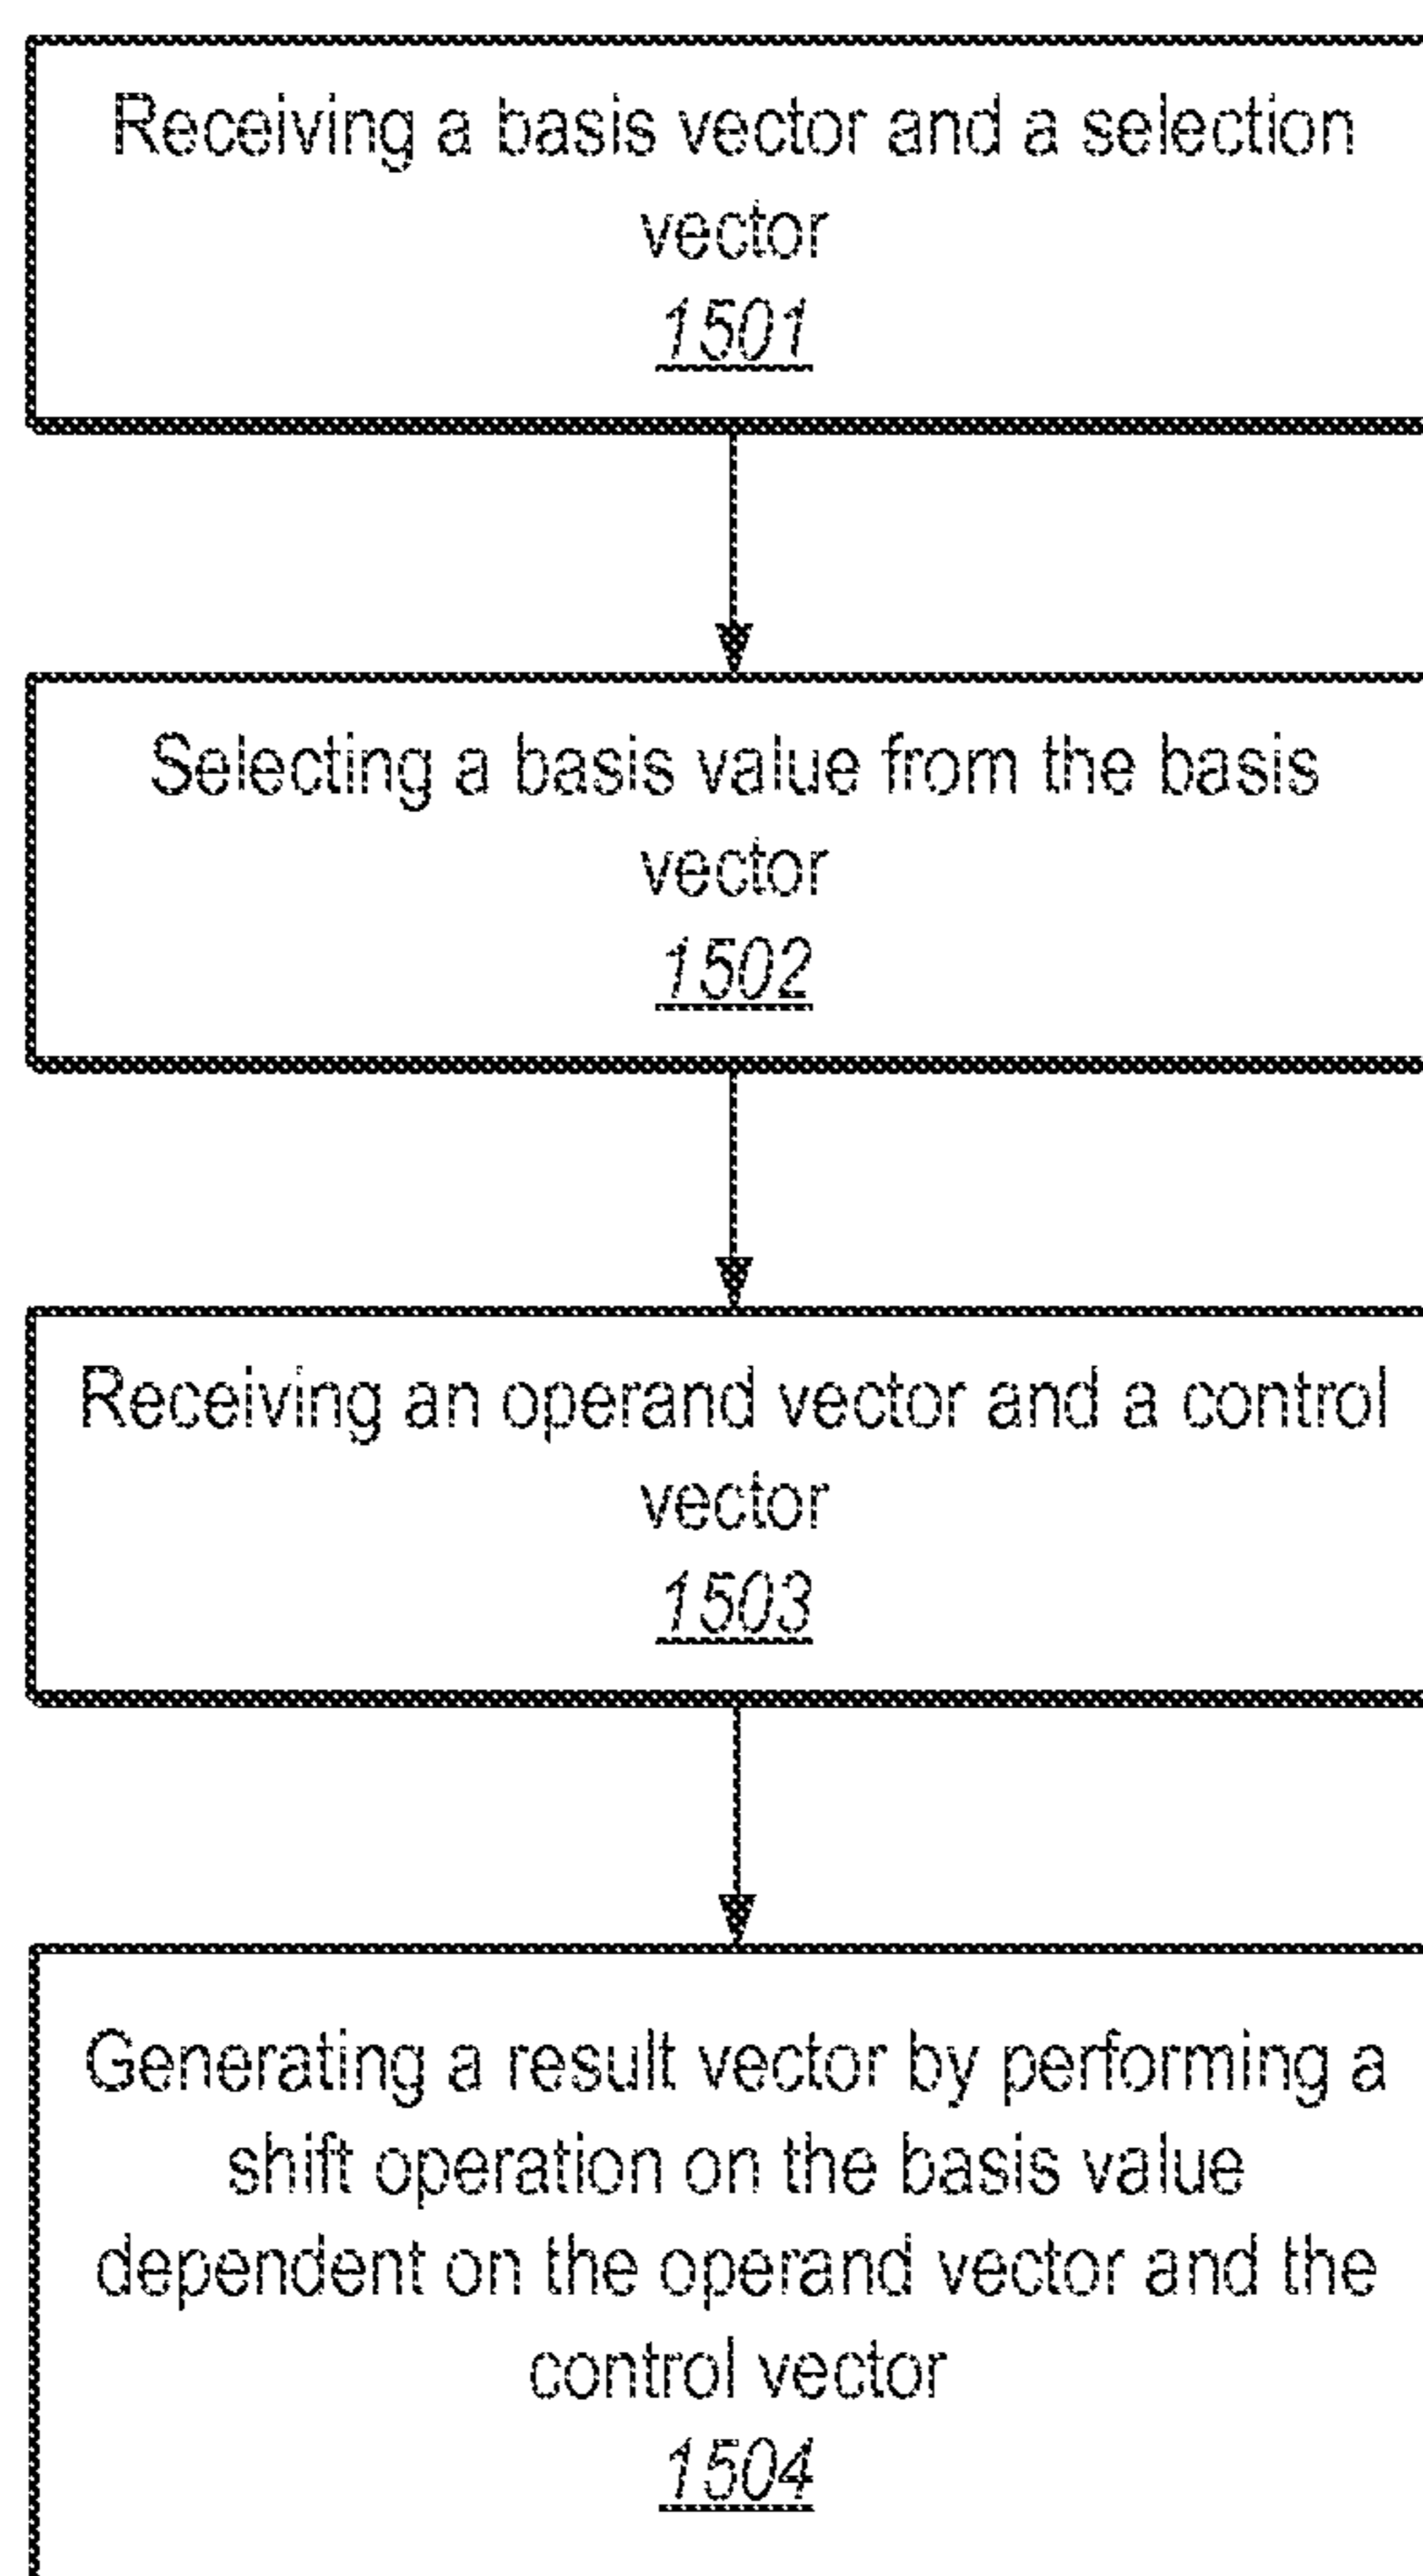 Receiving a basis vector and a selection
vector
1501
Selecting a basis value from the basis
vector
1502
Receiving an operand vector and a control
vector
1503
Generating a result vector by performing a
shift operation on the basis value
dependent on the operand vector and the
control vector
1504